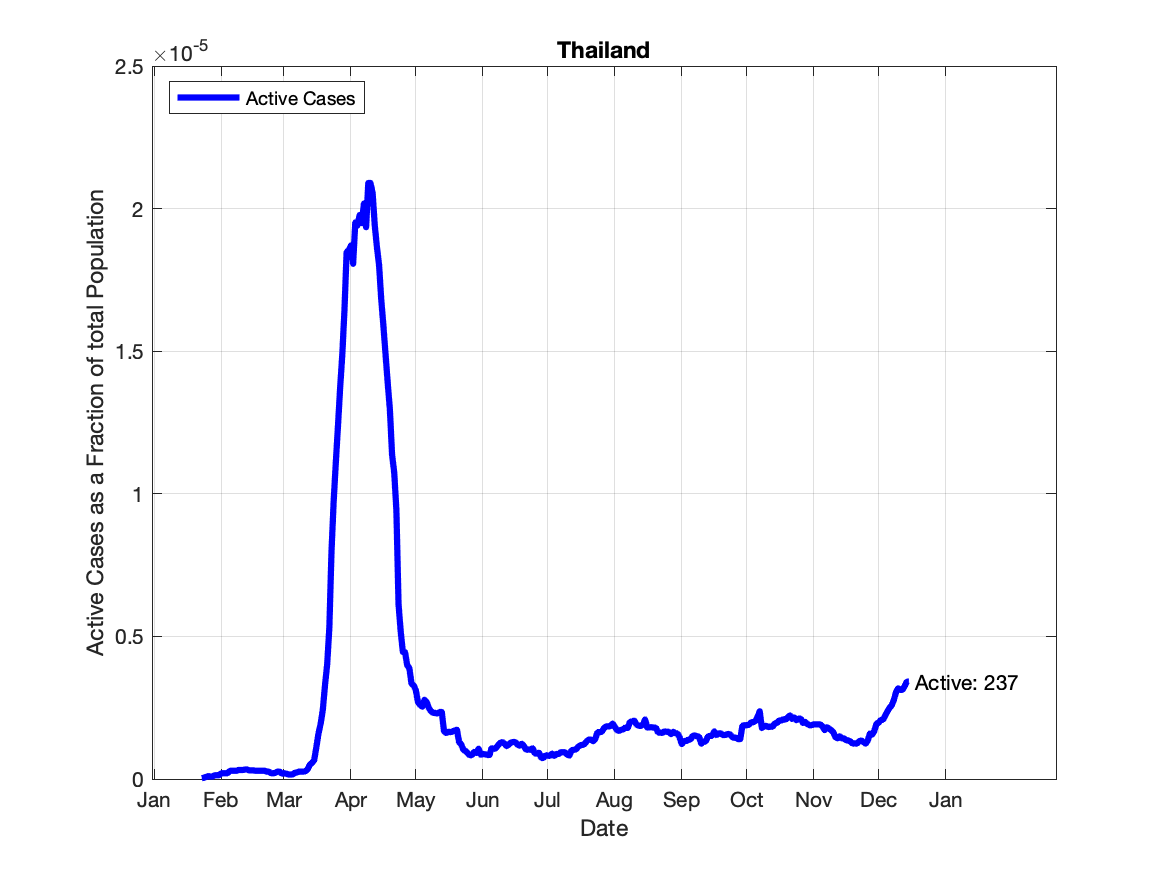 Thailand
×10-5
Active Cases
2.5
2
1.5
1
0.5
0
Active Cases as a Fraction of total Population
Active: 237
Jan Feb Mar Apr May Jun Jul Aug Sep Oct Nov Dec Jan
Date